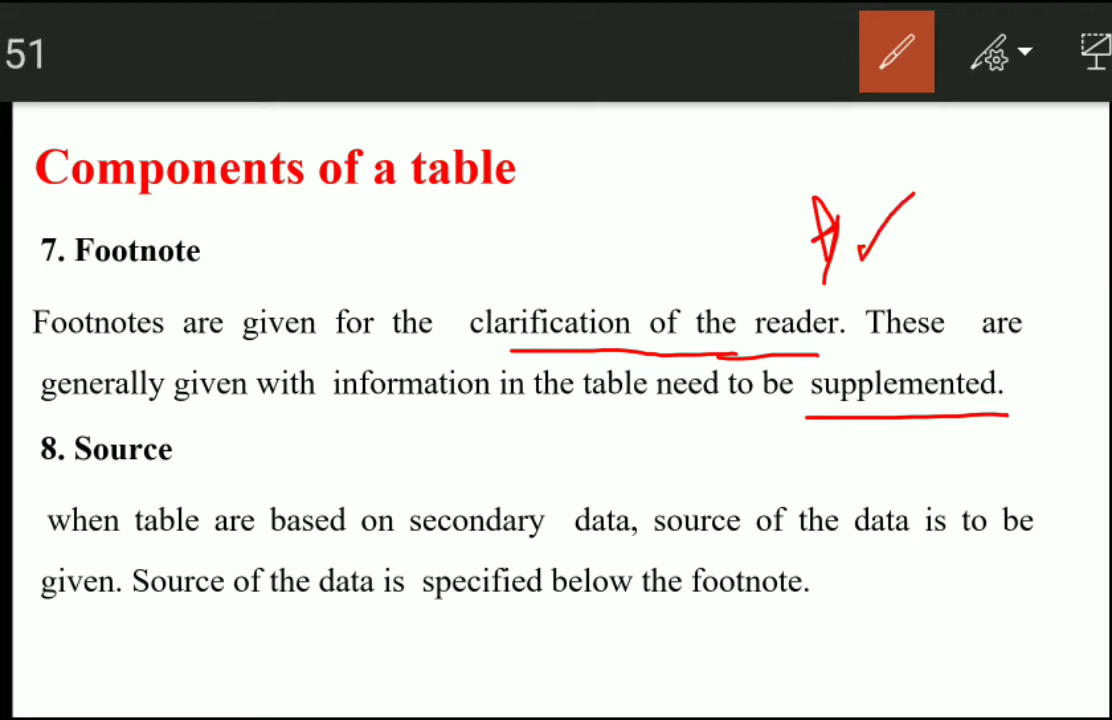 51
Components of a table
7. Footnote
Footnotes are given for the clarification of the reader. These are
generally given with information in the table need to be supplemented.
8. Source
when table are based on secondary data, source of the data is to be
given. Source of the data is specified below the footnote.